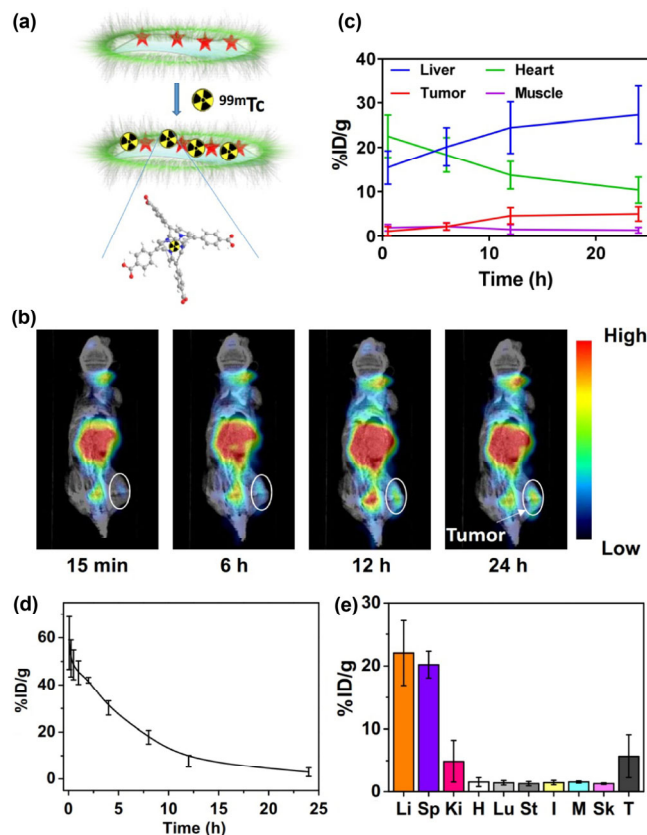 (a)
99mTc
(c)
40
30
20
10
0
%ID/g
Liver
Heart
Tumor
Muscle
0
10
20
Time (h)
(b)
High
Low
Tumor
15 min
6 h
12 h
24 h
(d)
60
40
20
0
%ID/g
0
5
10
15
20
25
Time (h)
(e)
30
20
10
0
%ID/g
Li Sp Ki H Lu St I M Sk T